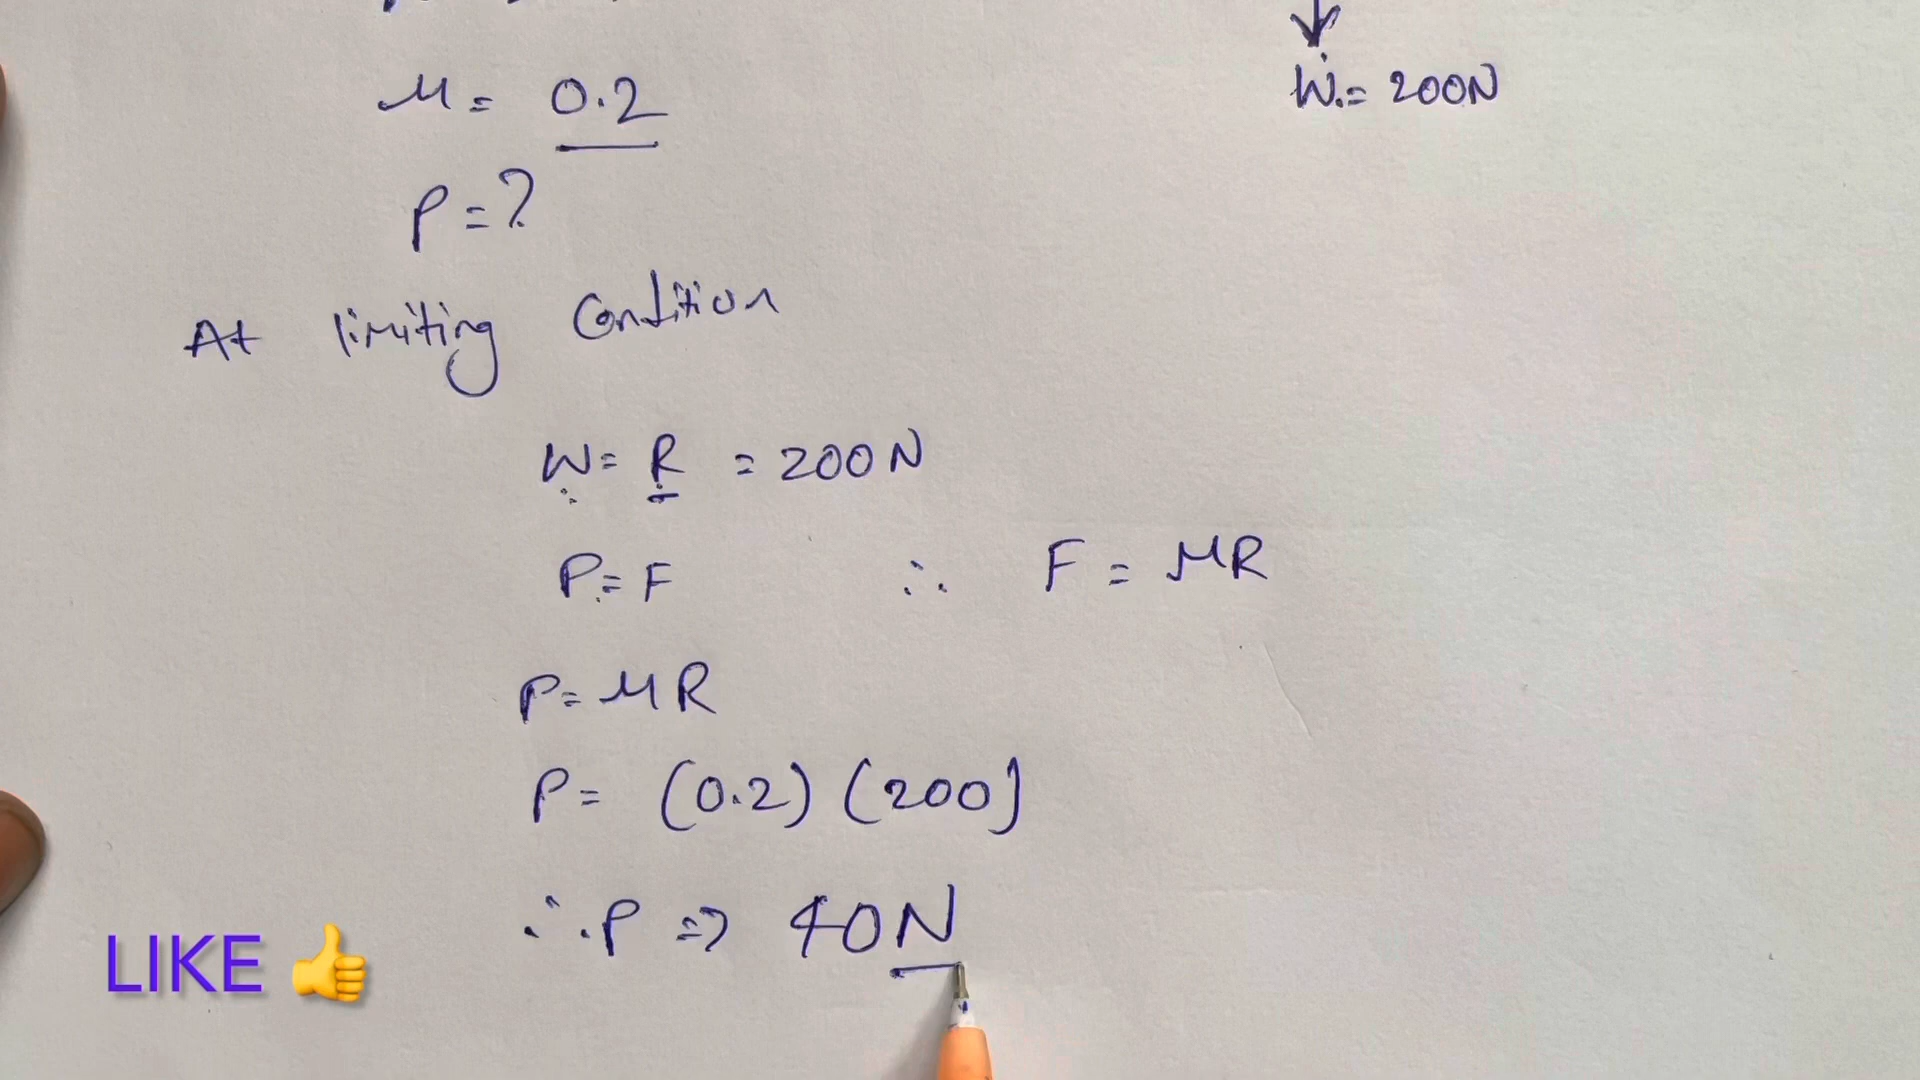 μ = 0.2
W = 200N
P = ?
At limiting Condition
W = R = 200 N
P = F ∴ F = μR
P = μR
P = (0.2) (200)
∴ P ⇒ 40N
LIKE 👍